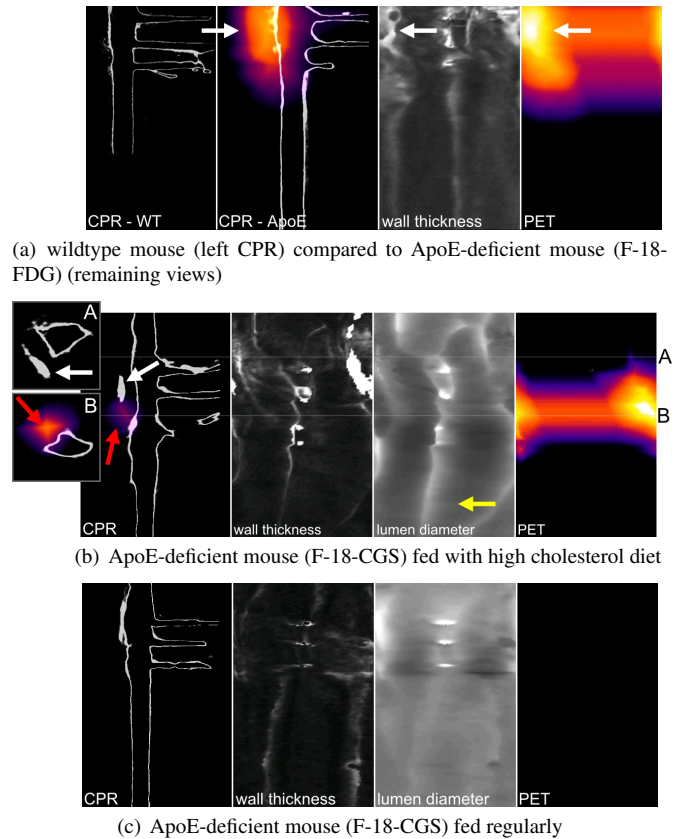 CPR - WT CPR - ApoE wall thickness PET
(a) wildtype mouse (left CPR) compared to ApoE-deficient mouse (F-18-
FDG) (remaining views)
A
A
B
B
CPR wall thickness lumen diameter PET
(b) ApoE-deficient mouse (F-18-CGS) fed with high cholesterol diet
CPR wall thickness lumen diameter PET
(c) ApoE-deficient mouse (F-18-CGS) fed regularly